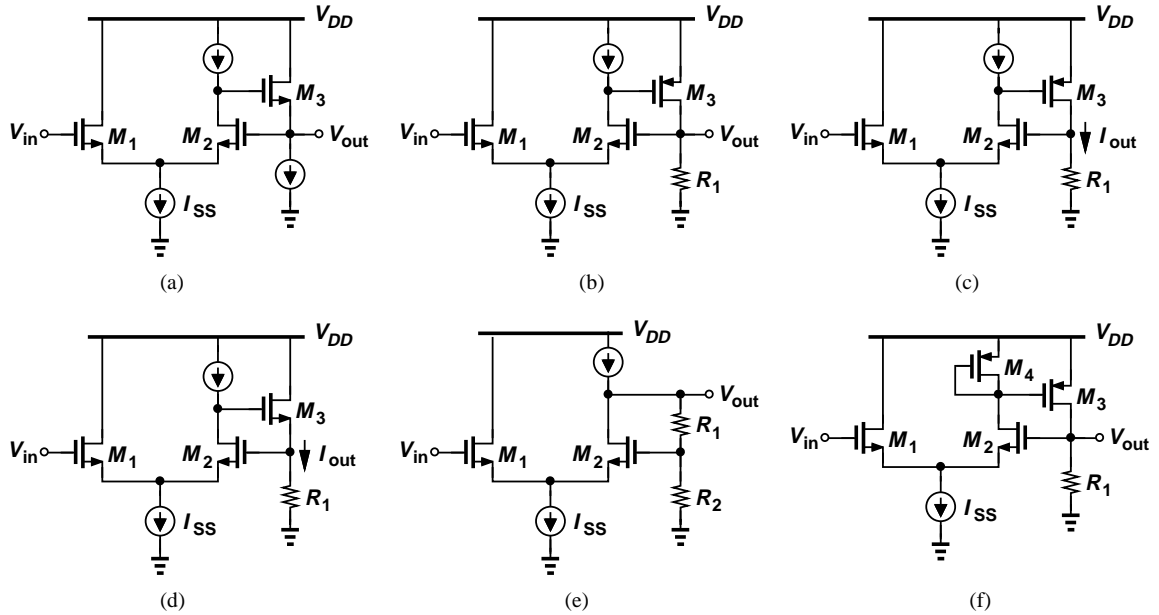 V_DD V_DD V_DD
M_3 M_3 M_3
V_in M_1 M_2 V_out V_in M_1 M_2 V_out V_in M_1 M_2 I_out
R_1 R_1
I_SS I_SS I_SS
(a) (b) (c)
V_DD V_DD V_DD
M_4
M_3 V_out M_3
R_1
V_in M_1 M_2 I_out V_in M_1 M_2 V_in M_1 M_2 V_out
R_1 R_2 R_1
I_SS I_SS I_SS
(d) (e) (f)